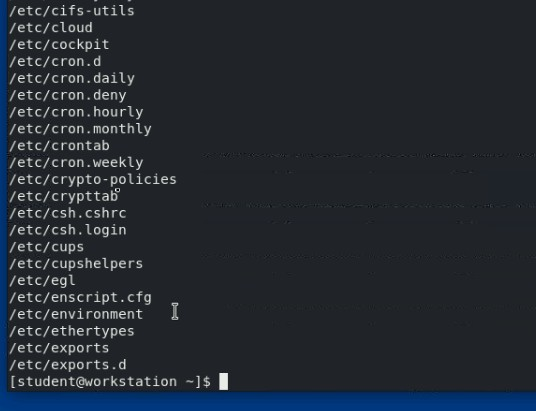 /etc/cifs-utils
/etc/cloud
/etc/cockpit
/etc/cron.d
/etc/cron.daily
/etc/cron.deny
/etc/cron.hourly
/etc/cron.monthly
/etc/crontab
/etc/cron.weekly
/etc/crypto-policies
/etc/crypttab
/etc/csh.cshrc
/etc/csh.login
/etc/cups
/etc/cupshelpers
/etc/egl
/etc/enscript.cfg
/etc/environment
/etc/ethertypes
/etc/exports
/etc/exports.d
[student@workstation ~]$